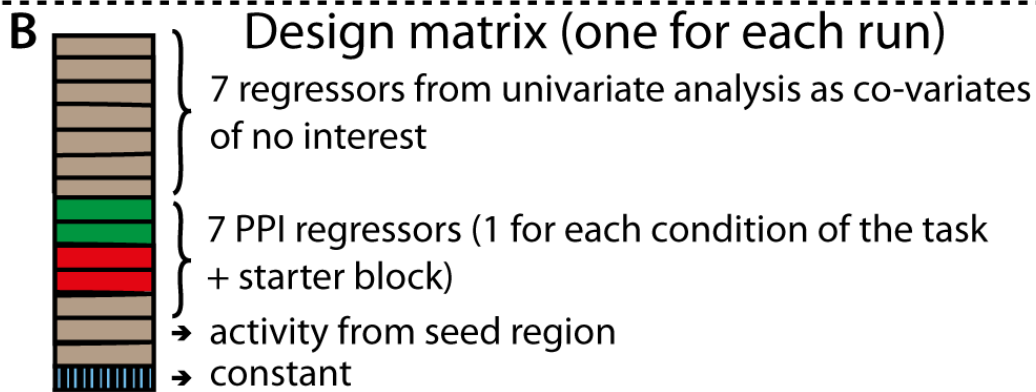 B Design matrix (one for each run)
7 regressors from univariate analysis as co-variates
of no interest
7 PPI regressors (1 for each condition of the task
+ starter block)
activity from seed region
constant